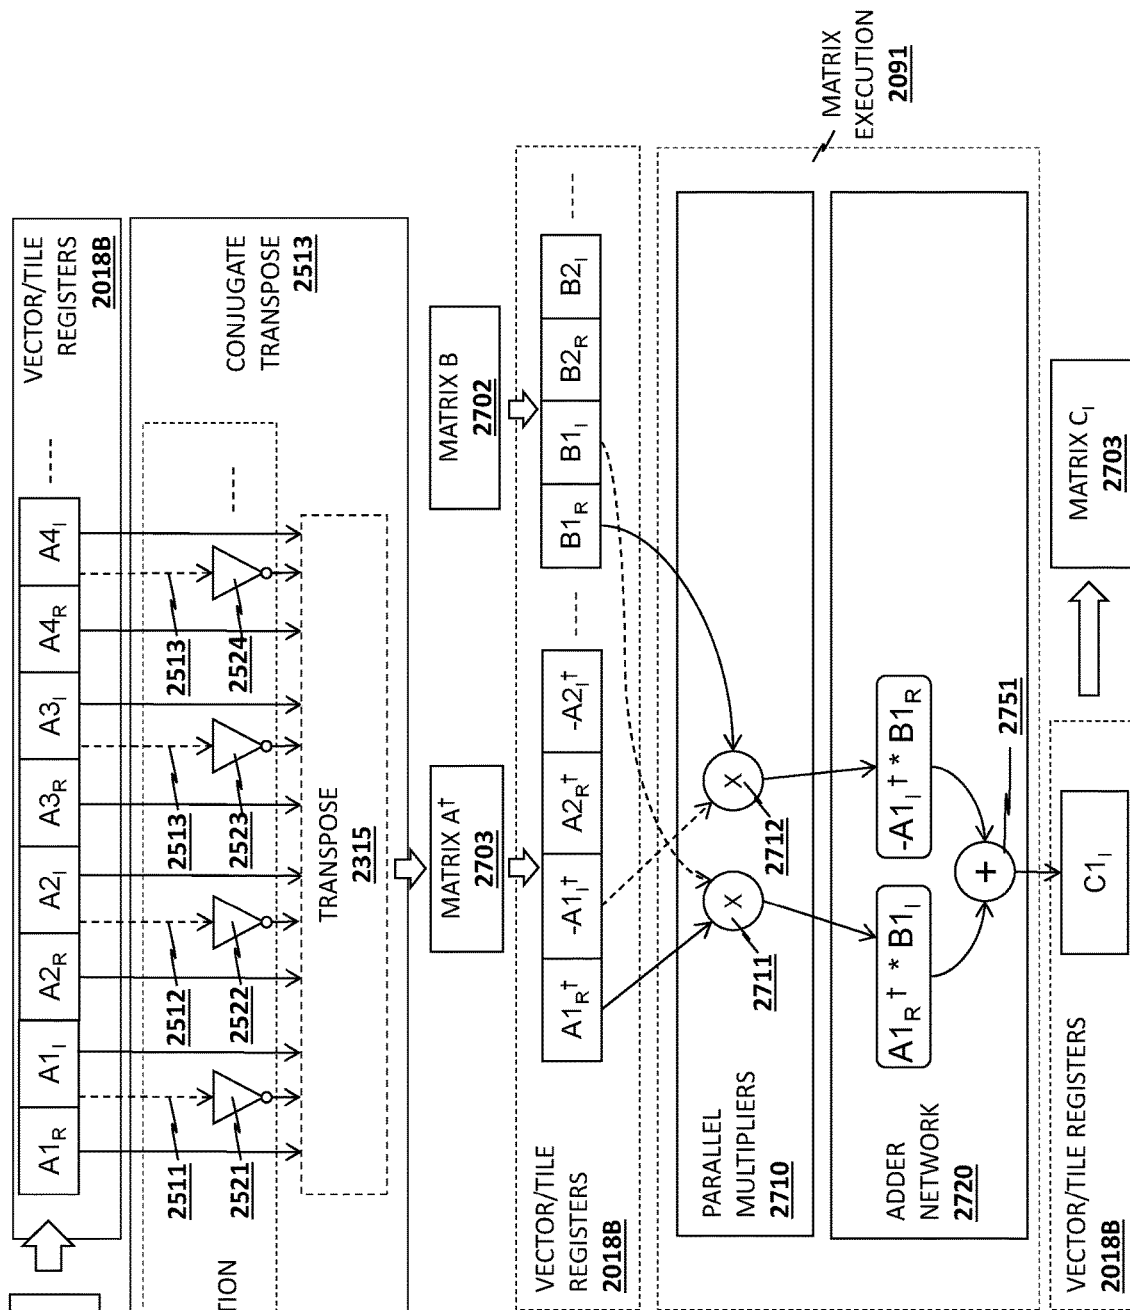 VECTOR/TILE
REGISTERS
2018B
A1R A1I A2R A2I A3R A3I A4R A4I
CONJUGATE
TRANSPOSE
2513
TION
2511
2521
2512
2522
2513
2523
2513
2524
TRANSPOSE
2315
MATRIX A†
2703
MATRIX B
2702
VECTOR/TILE
REGISTERS
2018B
A1R† -A1I† A2R† -A2I†
B1R B1I B2R B2I
MATRIX
EXECUTION
2091
PARALLEL
MULTIPLIERS
2710
x
2711
x
2712
ADDER
NETWORK
2720
A1R† * B1I
-A1I† * B1R
+
2751
VECTOR/TILE REGISTERS
2018B
C1I
MATRIX CI
2703